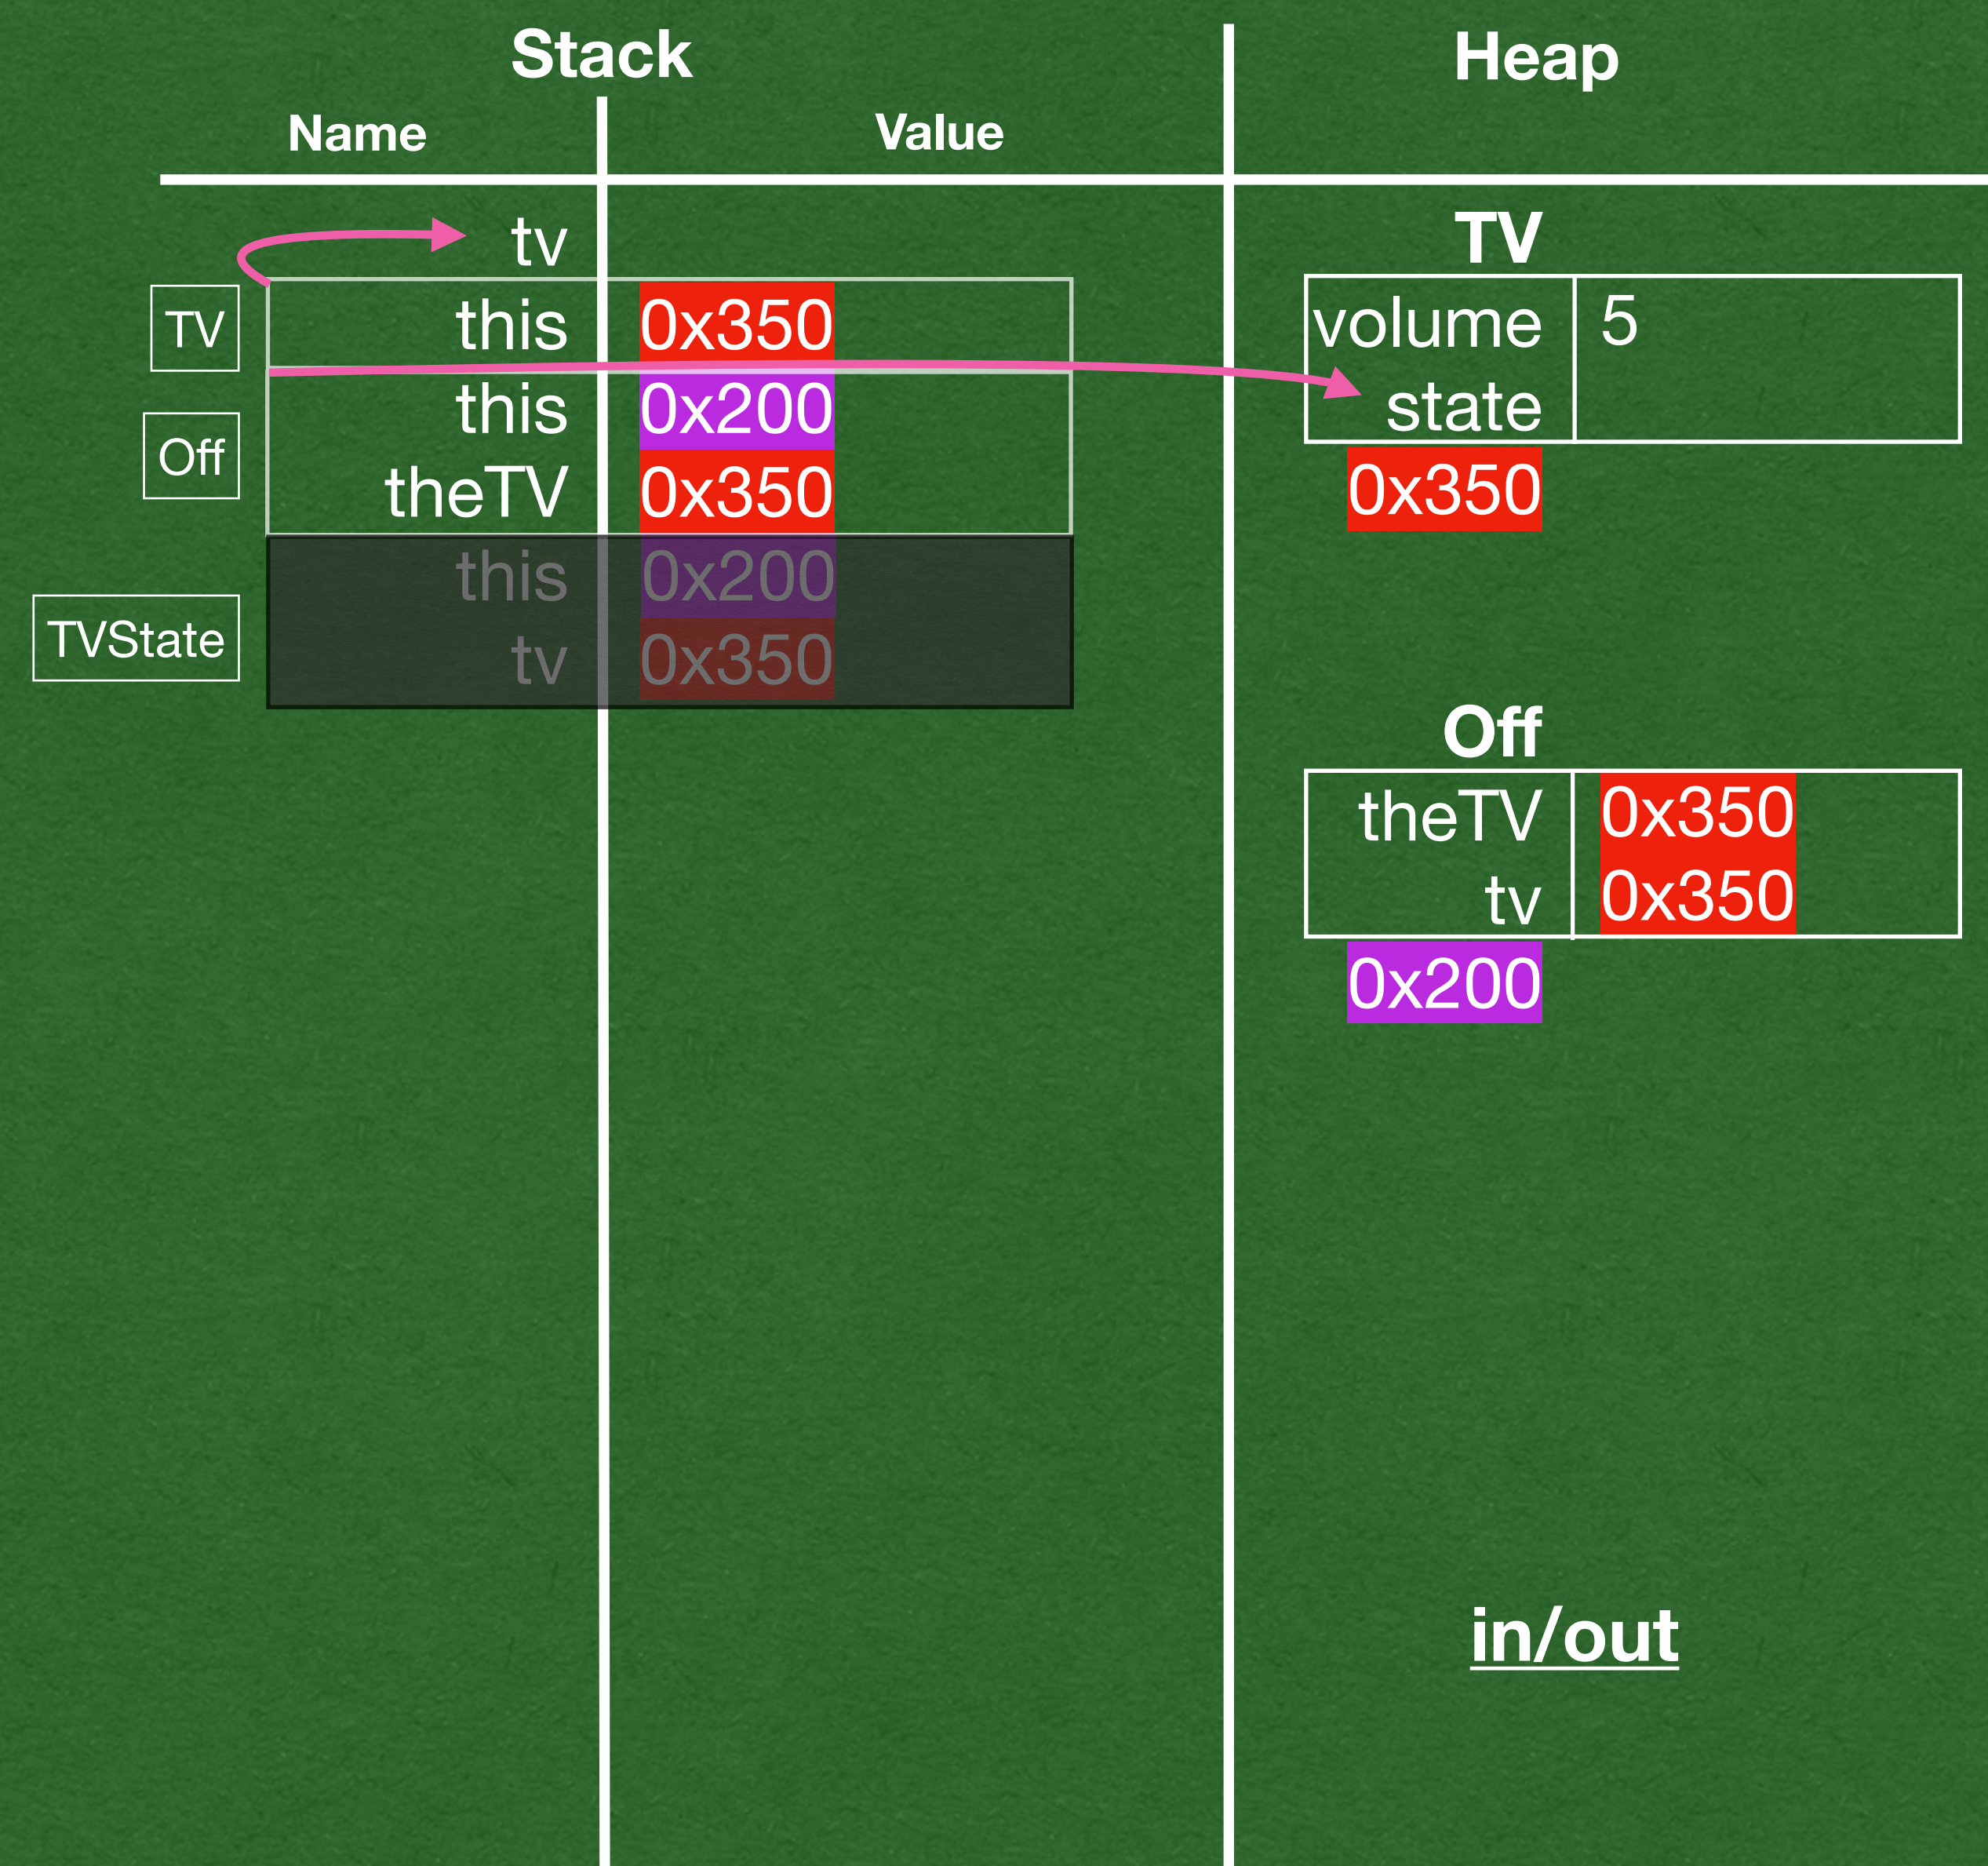 Stack
Heap
Name
Value
tv
TV
TV
this
0x350
volume
5
this
0x200
state
Off
theTV
0x350
0x350
this
0x200
TVState
tv
0x350
Off
theTV
0x350
tv
0x350
0x200
in/out